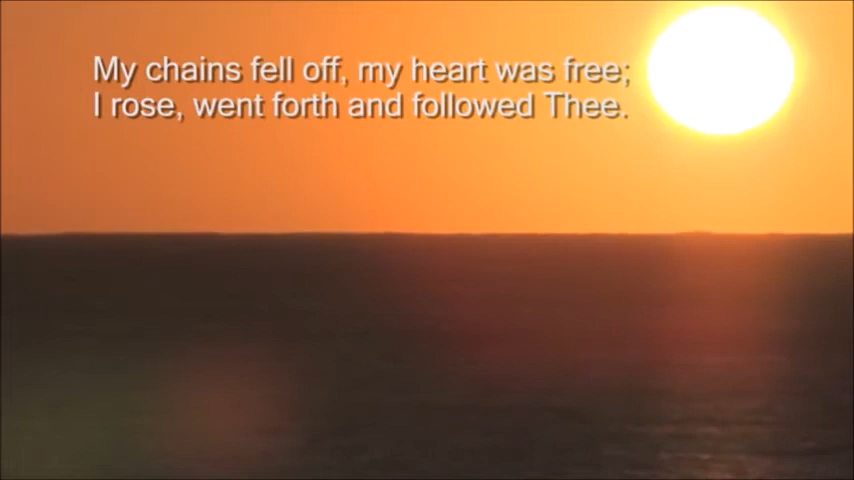 My chains fell off, my heart was free;
I rose, went forth and followed Thee.